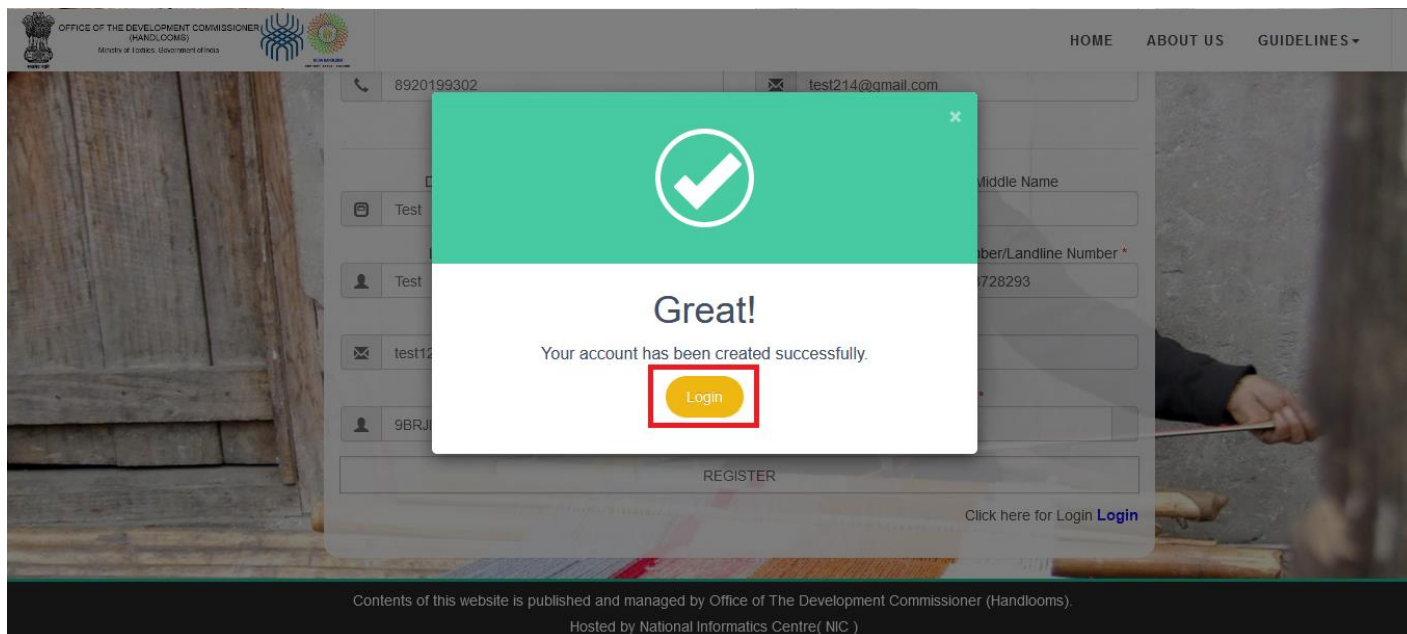 OFFICE OF THE DEVELOPMENT COMMISSIONER
(HANDLOOMS)
Ministry of Textiles, Government of India
HOME ABOUT US GUIDELINES
8920199302 test214@gmail.com
×
D Middle Name
Test
ber/Landline Number *
Test 728293
Great!
test12 Your account has been created successfully.
Login
*
9BRJ
REGISTER
Click here for Login Login
Contents of this website is published and managed by Office of The Development Commissioner (Handlooms).
Hosted by National Informatics Centre( NIC )